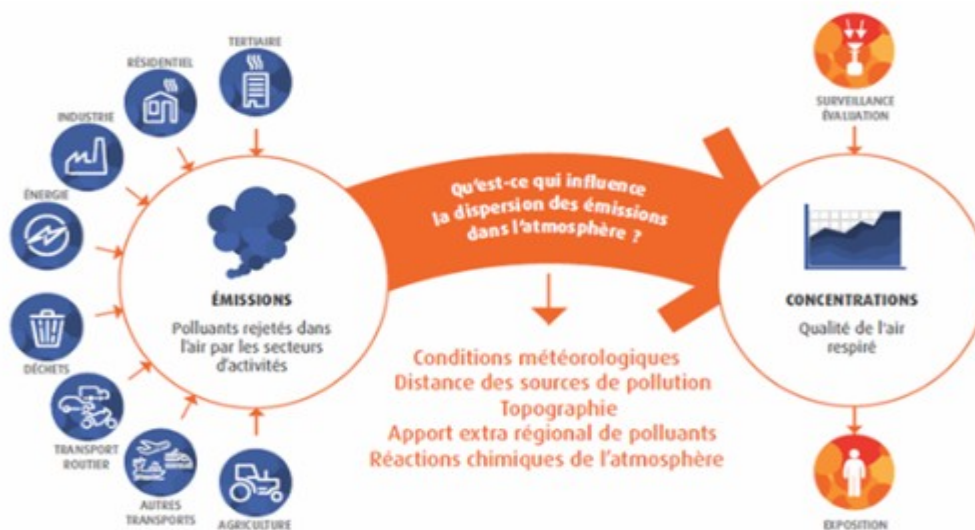 TERTIAIRE
RÉSIDENTIEL
INDUSTRIE
ÉNERGIE
DÉCHETS
TRANSPORT
ROUTIER
AUTRES
TRANSPORTS
AGRICULTURE
ÉMISSIONS
Polluants rejetés dans
l'air par les secteurs
d'activités
Qu'est-ce qui influence
la dispersion des émissions
dans l'atmosphère ?
Conditions météorologiques
Distance des sources de pollution
Topographie
Apport extra régional de polluants
Réactions chimiques de l'atmosphère
SURVEILLANCE
ÉVALUATION
CONCENTRATIONS
Qualité de l'air
respiré
EXPOSITION